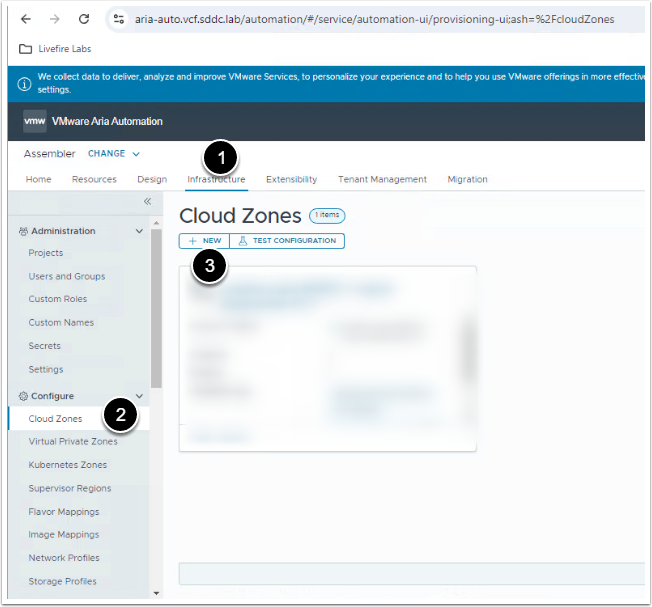 aria-auto.vcf.sddc.lab/automation/#/service/automation-ui/provisioning-ui;ash=%2FcloudZones
Livefire Labs
We collect data to deliver, analyze and improve VMware Services, to personalize your experience and to help you use VMware offerings in more effective
settings.
vmw VMware Aria Automation
Assembler CHANGE
1
Home Resources Design Infrastructure Extensibility Tenant Management Migration
Cloud Zones 1 items
Administration
NEW TEST CONFIGURATION
Projects
3
Users and Groups
Custom Roles
Custom Names
Secrets
Settings
Configure
Cloud Zones 2
Virtual Private Zones
Kubernetes Zones
Supervisor Regions
Flavor Mappings
Image Mappings
Network Profiles
Storage Profiles